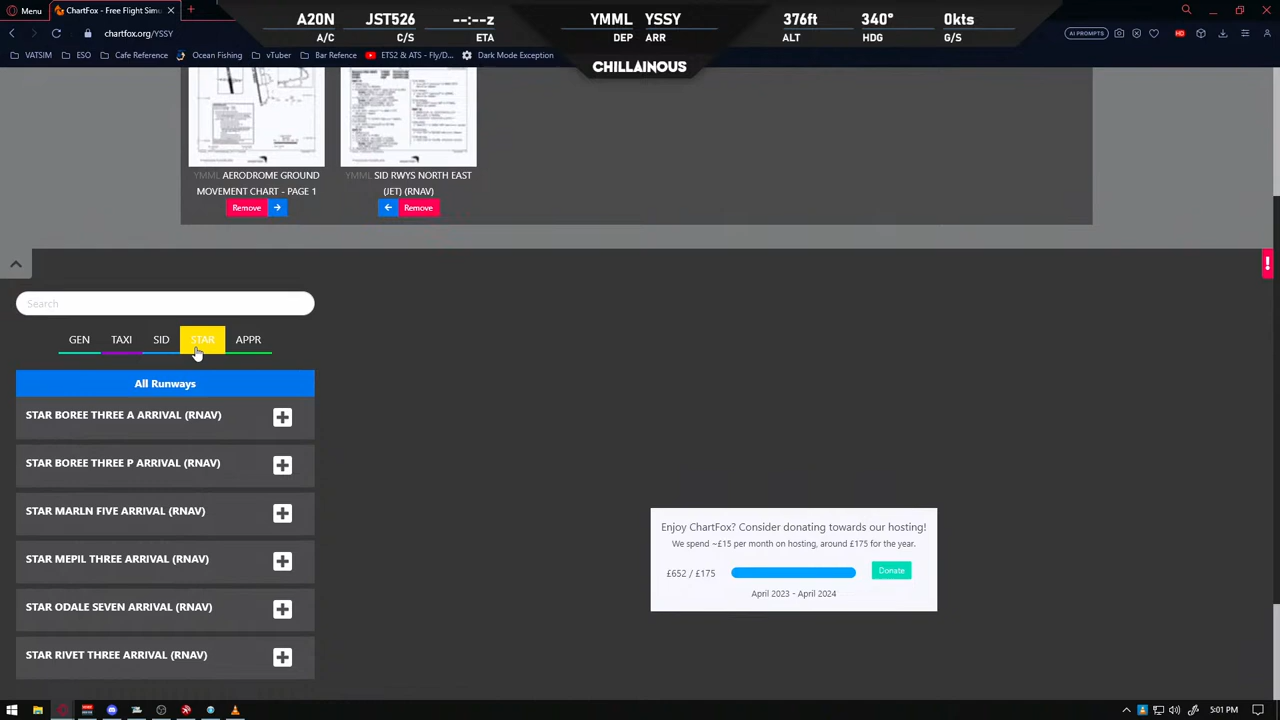 Menu
ChartFox - Free Flight Simu
chartfox.org/YSSY
A20N JST526 --:--z YMML YSSY 376ft 340° 0kts
A/C C/S ETA DEP ARR ALT HDG G/S
AI PROMPTS
VATSIM ESO Cafe Reference Ocean Fishing vTuber Bar Refence ETS2 & ATS - Fly/D... Dark Mode Exception
CHILLAINOUS
YMML AERODROME GROUND
MOVEMENT CHART - PAGE 1
Remove
YMML SID RWYS NORTH EAST
(JET) (RNAV)
Remove
!
Search
GEN TAXI SID STAR APPR
All Runways
STAR BOREE THREE A ARRIVAL (RNAV)
STAR BOREE THREE P ARRIVAL (RNAV)
STAR MARLN FIVE ARRIVAL (RNAV)
STAR MEPIL THREE ARRIVAL (RNAV)
STAR ODALE SEVEN ARRIVAL (RNAV)
STAR RIVET THREE ARRIVAL (RNAV)
Enjoy ChartFox? Consider donating towards our hosting!
We spend ~£15 per month on hosting, around £175 for the year.
£652 / £175
Donate
April 2023 - April 2024
5:01 PM